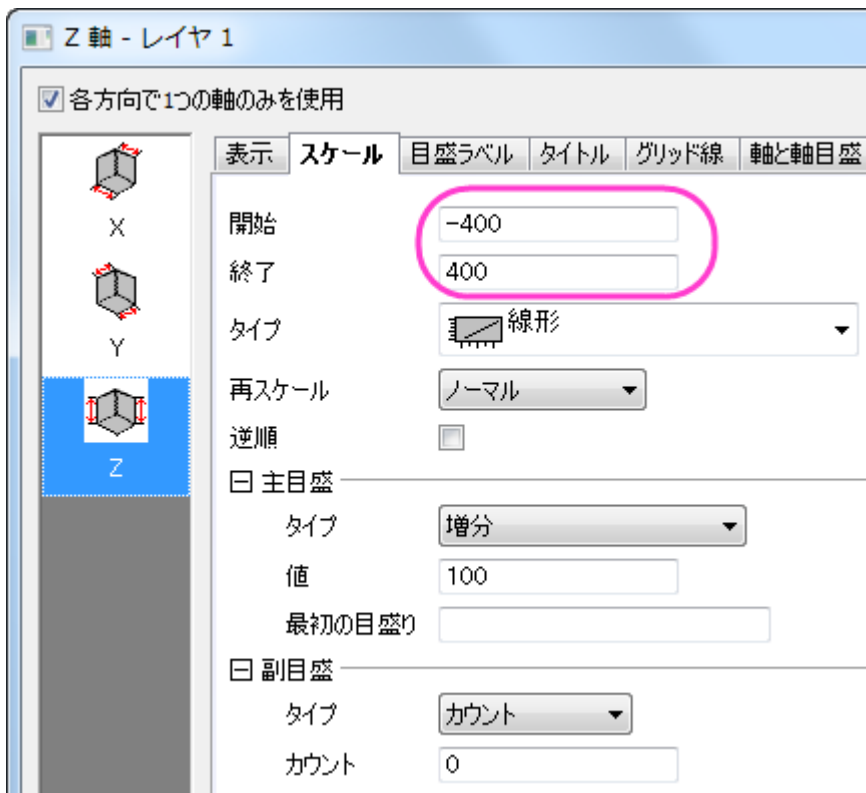 Z 軸 - レイヤ 1
各方向で1つの軸のみを使用
X
Y
Z
表示 スケール 目盛ラベル タイトル グリッド線 軸と軸目盛
開始 -400
終了 400
タイプ 線形
再スケール ノーマル
逆順
主目盛
タイプ 増分
値 100
最初の目盛り
副目盛
タイプ カウント
カウント 0